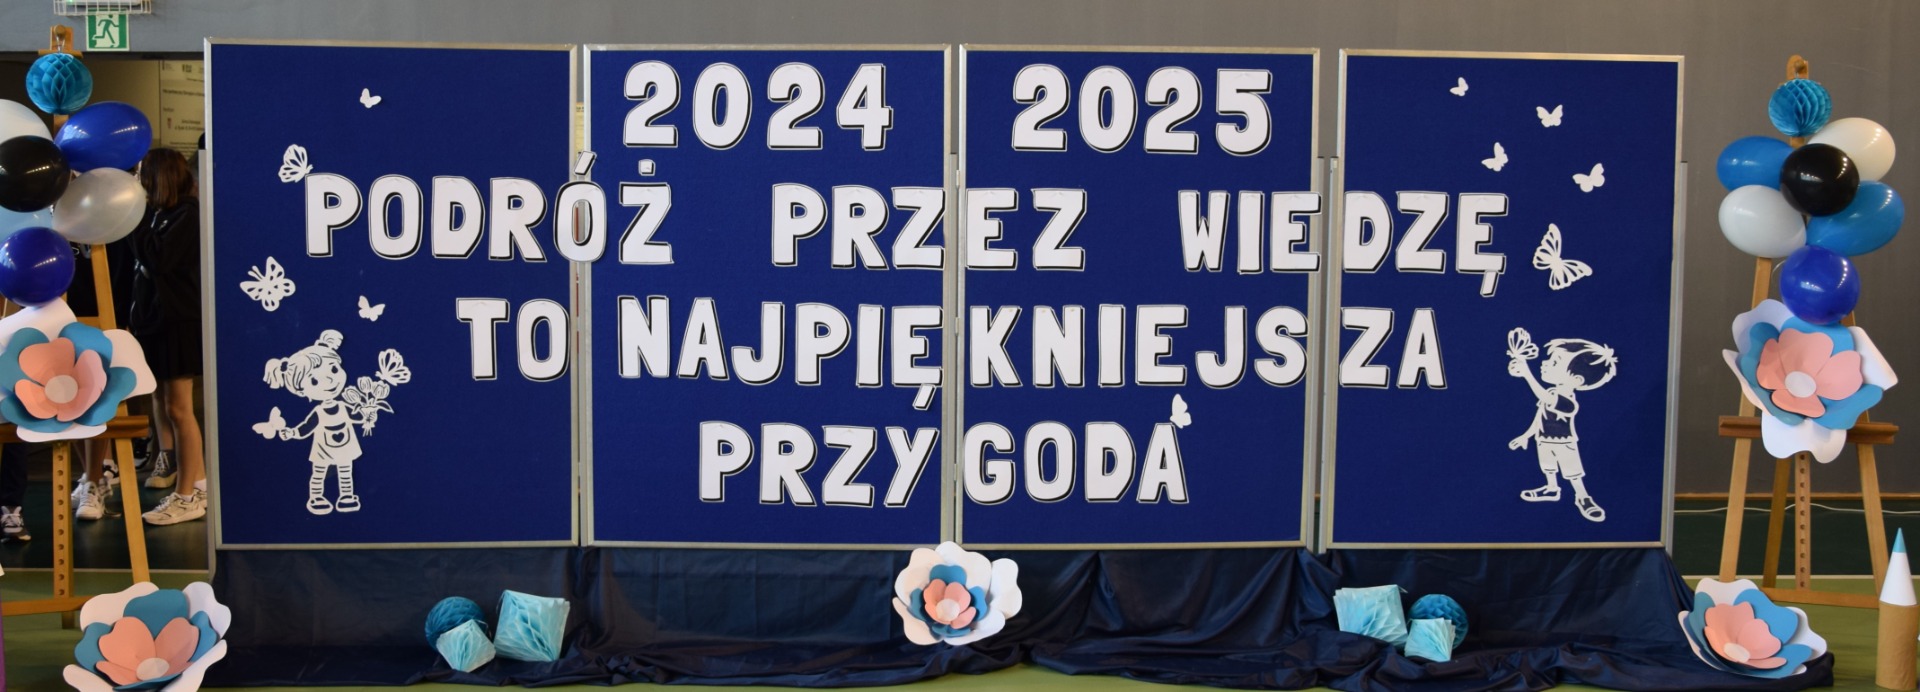 2024 2025
PODRÓŻ PRZEZ WIEDZĘ
TO NAJPIĘKNIEJSZA
PRZYGODA